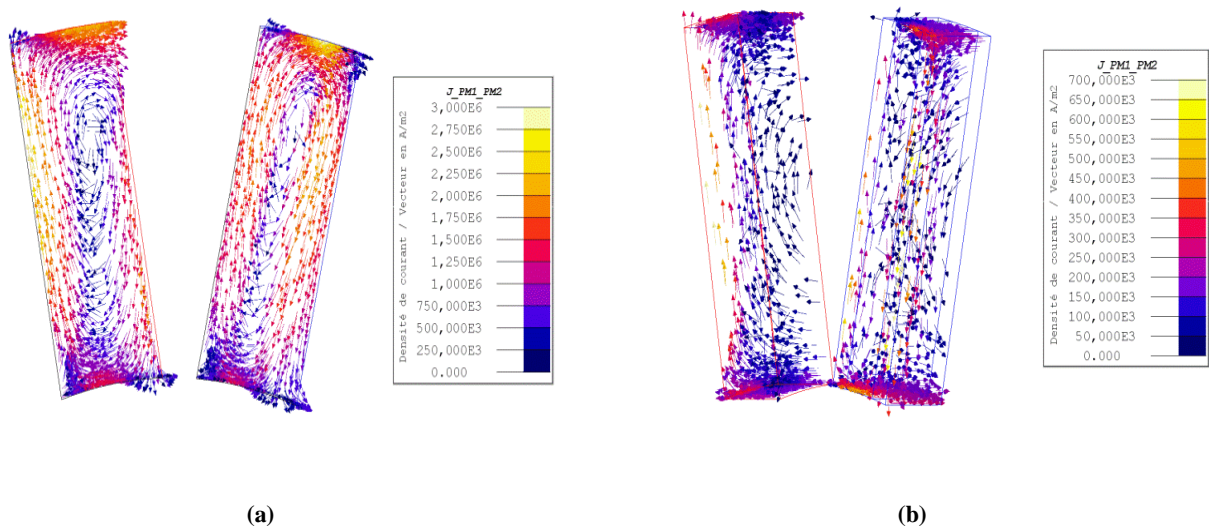 J_PM1_PM2
Densité de courant / Vecteur en A/m2
3,000E6
2,750E6
2,500E6
2,250E6
2,000E6
1,750E6
1,500E6
1,250E6
1,000E6
750,000E3
500,000E3
250,000E3
0.000
J_PM1_PM2
Densité de courant / Vecteur en A/m2
700,000E3
650,000E3
600,000E3
550,000E3
500,000E3
450,000E3
400,000E3
350,000E3
300,000E3
250,000E3
200,000E3
150,000E3
100,000E3
50,000E3
0.000
(a)
(b)